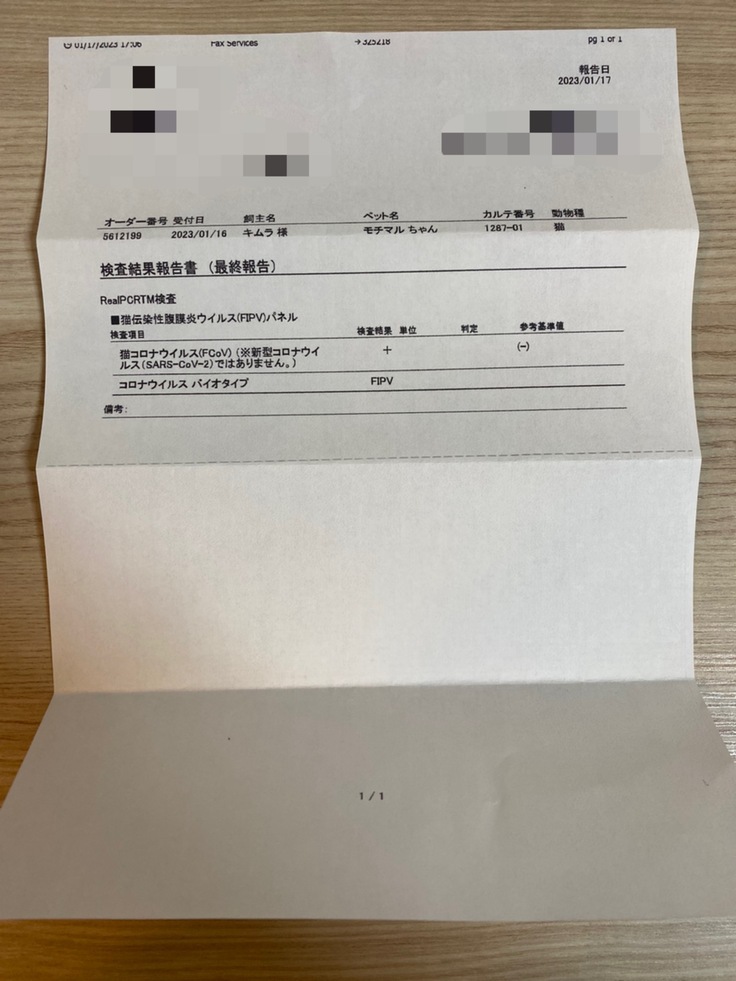 01/17/2023 17:06 Fax Services →325218 pg 1 of 1
報告日
2023/01/17
オーダー番号 受付日 飼主名 ペット名 カルテ番号 動物種
5612199 2023/01/16 キムラ 様 モチマル ちゃん 1287-01 猫
検査結果報告書 (最終報告)
RealPCRTM検査
■猫伝染性腹膜炎ウイルス(FIPV)パネル
検査項目 検査結果 単位 判定 参考基準値
猫コロナウイルス(FCoV) (※新型コロナウイ + (-)
ルス(SARS-CoV-2)ではありません。)
コロナウイルス バイオタイプ FIPV
備考:
1 / 1